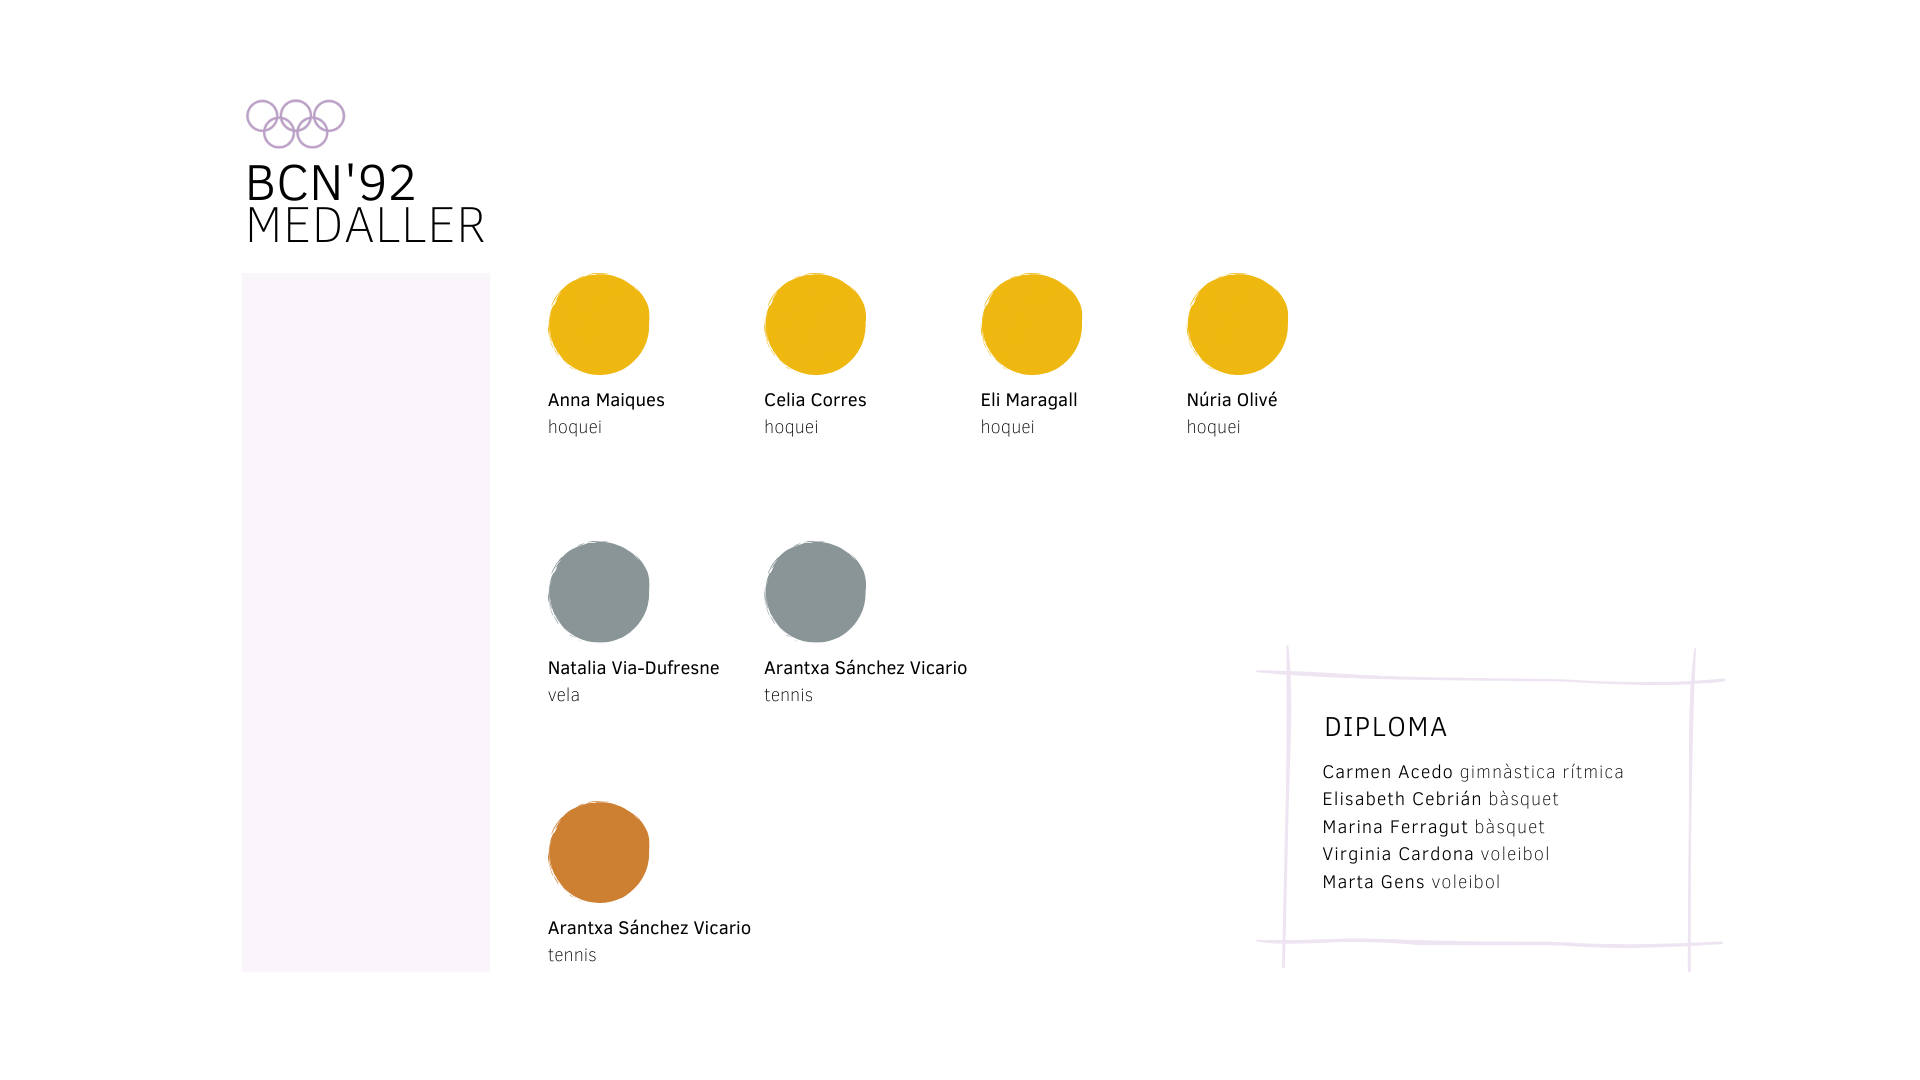 BCN'92
MEDALLER
Anna Maiques
hoquei
Celia Corres
hoquei
Eli Maragall
hoquei
Núria Olivé
hoquei
Natalia Via-Dufresne
vela
Arantxa Sánchez Vicario
tennis
Arantxa Sánchez Vicario
tennis
DIPLOMA
Carmen Acedo gimnàstica rítmica
Elisabeth Cebrián bàsquet
Marina Ferragut bàsquet
Virginia Cardona voleibol
Marta Gens voleibol